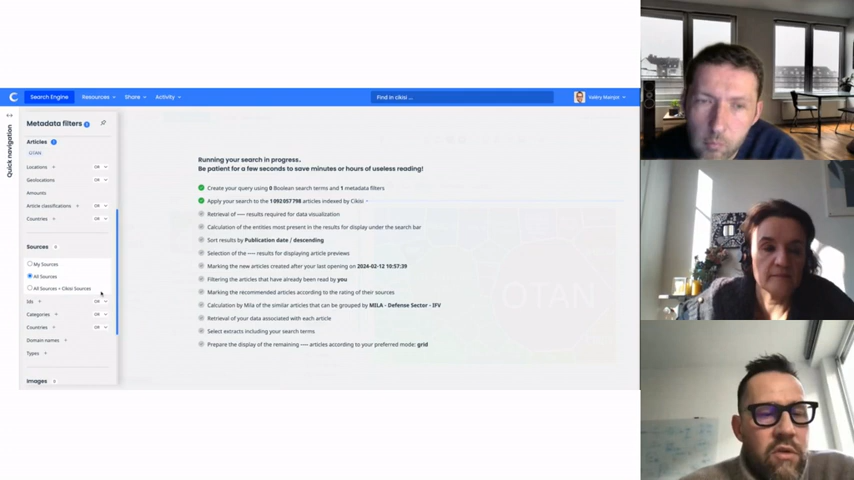 Search Engine
Resources
Share
Activity
Find in cikisi ...
Valéry Mainjot
Quick navigation
Metadata filters
Articles
Locations +
OR
Geolocations
OR
Amounts
Article classifications +
OR
Countries +
OR
Sources
My Sources
All Sources
All Sources + Cikisi Sources
Ids +
OR
Categories +
OR
Countries +
OR
Domain names +
Types +
Images
Running your search in progress.
Be patient for a few seconds to save minutes or hours of useless reading!
Create your query using 0 Boolean search terms and 1 metadata filters
Apply your search to the 1 092 057 798 articles indexed by Cikisi
Retrieval of — results required for data visualization
Calculation of the entities most present in the results for display under the search bar
Sort results by Publication date / descending
Selection of the — results for displaying article previews
Marking the new articles created after your last opening on 2024-02-12 10:57:39
Filtering the articles that have already been read by you
Marking the recommended articles according to the rating of their sources
Calculation by Mila of the similar articles that can be grouped by MILA - Defense Sector - IFV
Retrieval of your data associated with each article
Select extracts including your search terms
Prepare the display of the remaining — articles according to your preferred mode: grid
OTAN